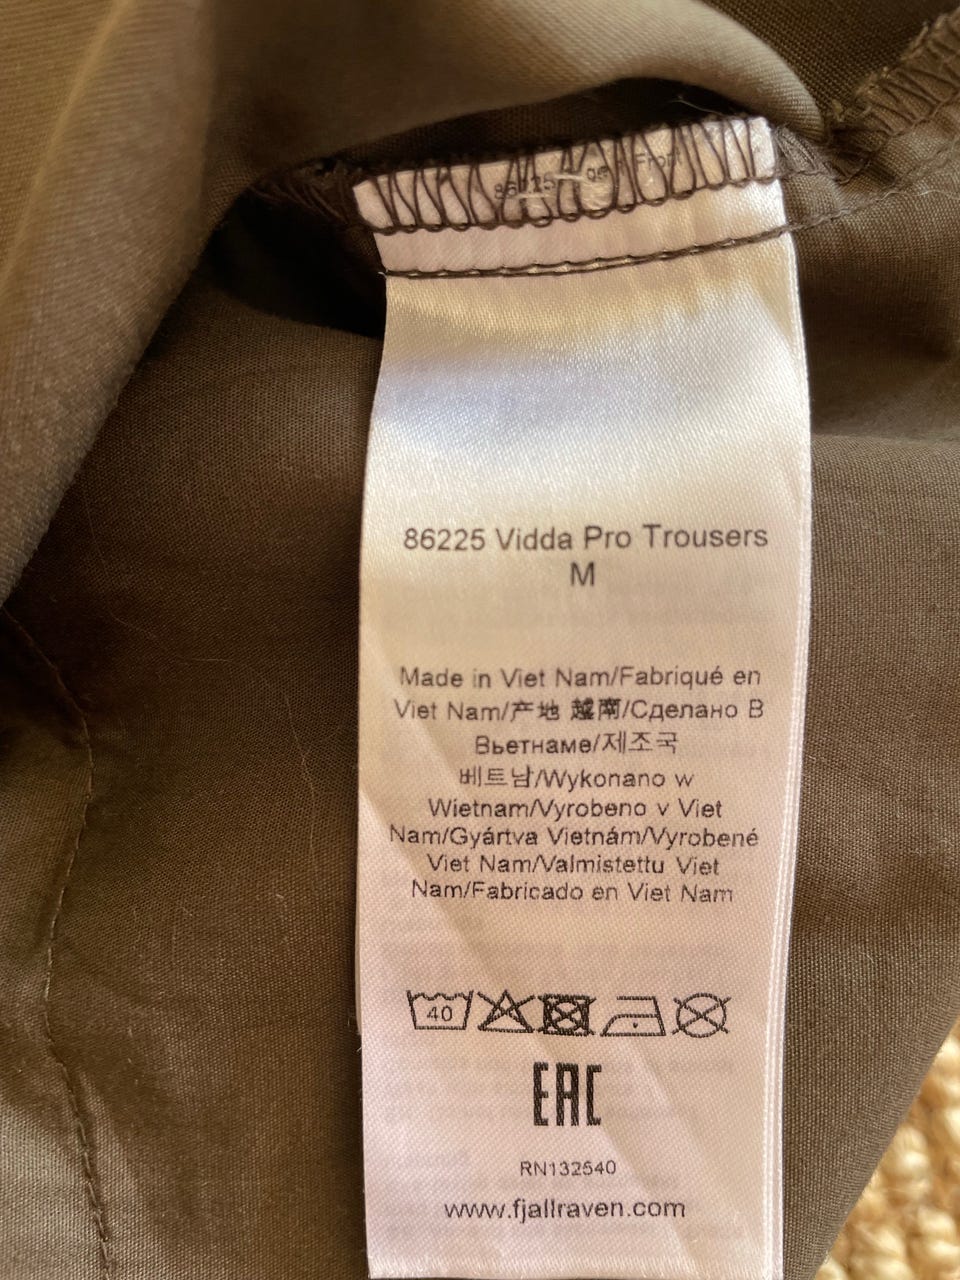 86225
Front
86225 Vidda Pro Trousers
M
Made in Viet Nam/Fabriqué en
Viet Nam/产地 越南/Сделано В
Вьетнаме/제조국
베트남/Wykonano w
Wietnam/Vyrobeno v Viet
Nam/Gyártva Vietnám/Vyrobené
Viet Nam/Valmistettu Viet
Nam/Fabricado en Viet Nam
40
EAC
RN132540
www.fjallraven.com